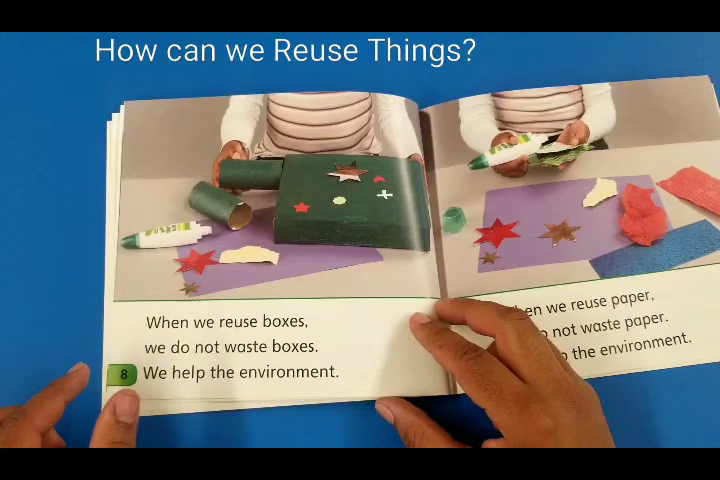 How can we Reuse Things?
When we reuse boxes,
we do not waste boxes.
We help the environment.
8
we reuse paper,
not waste paper.
the environment.